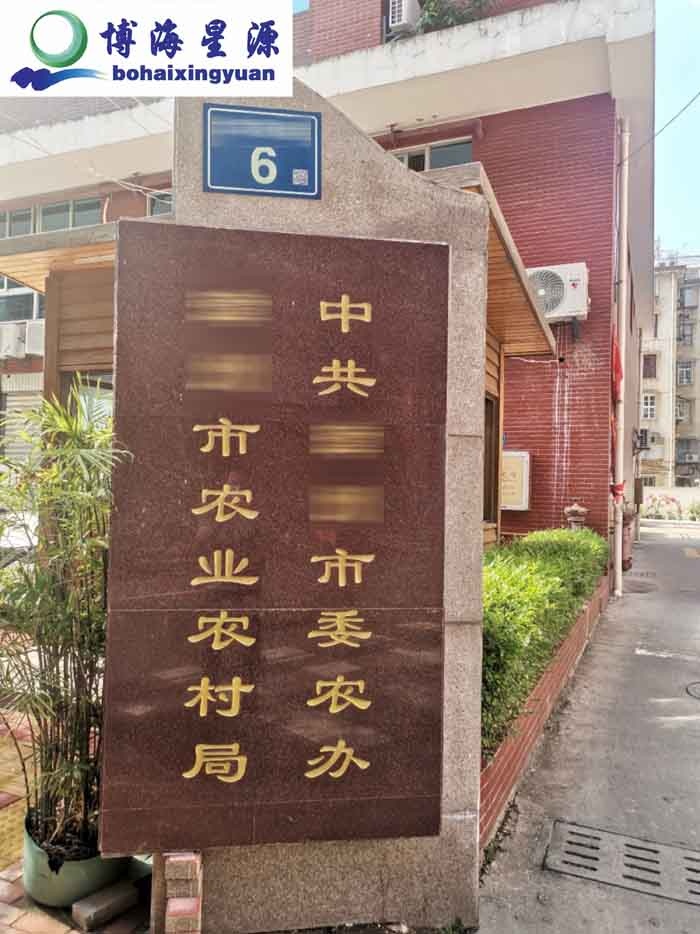 博海星源
bohaixingyuan
6
中共市委农办
市农业农村局